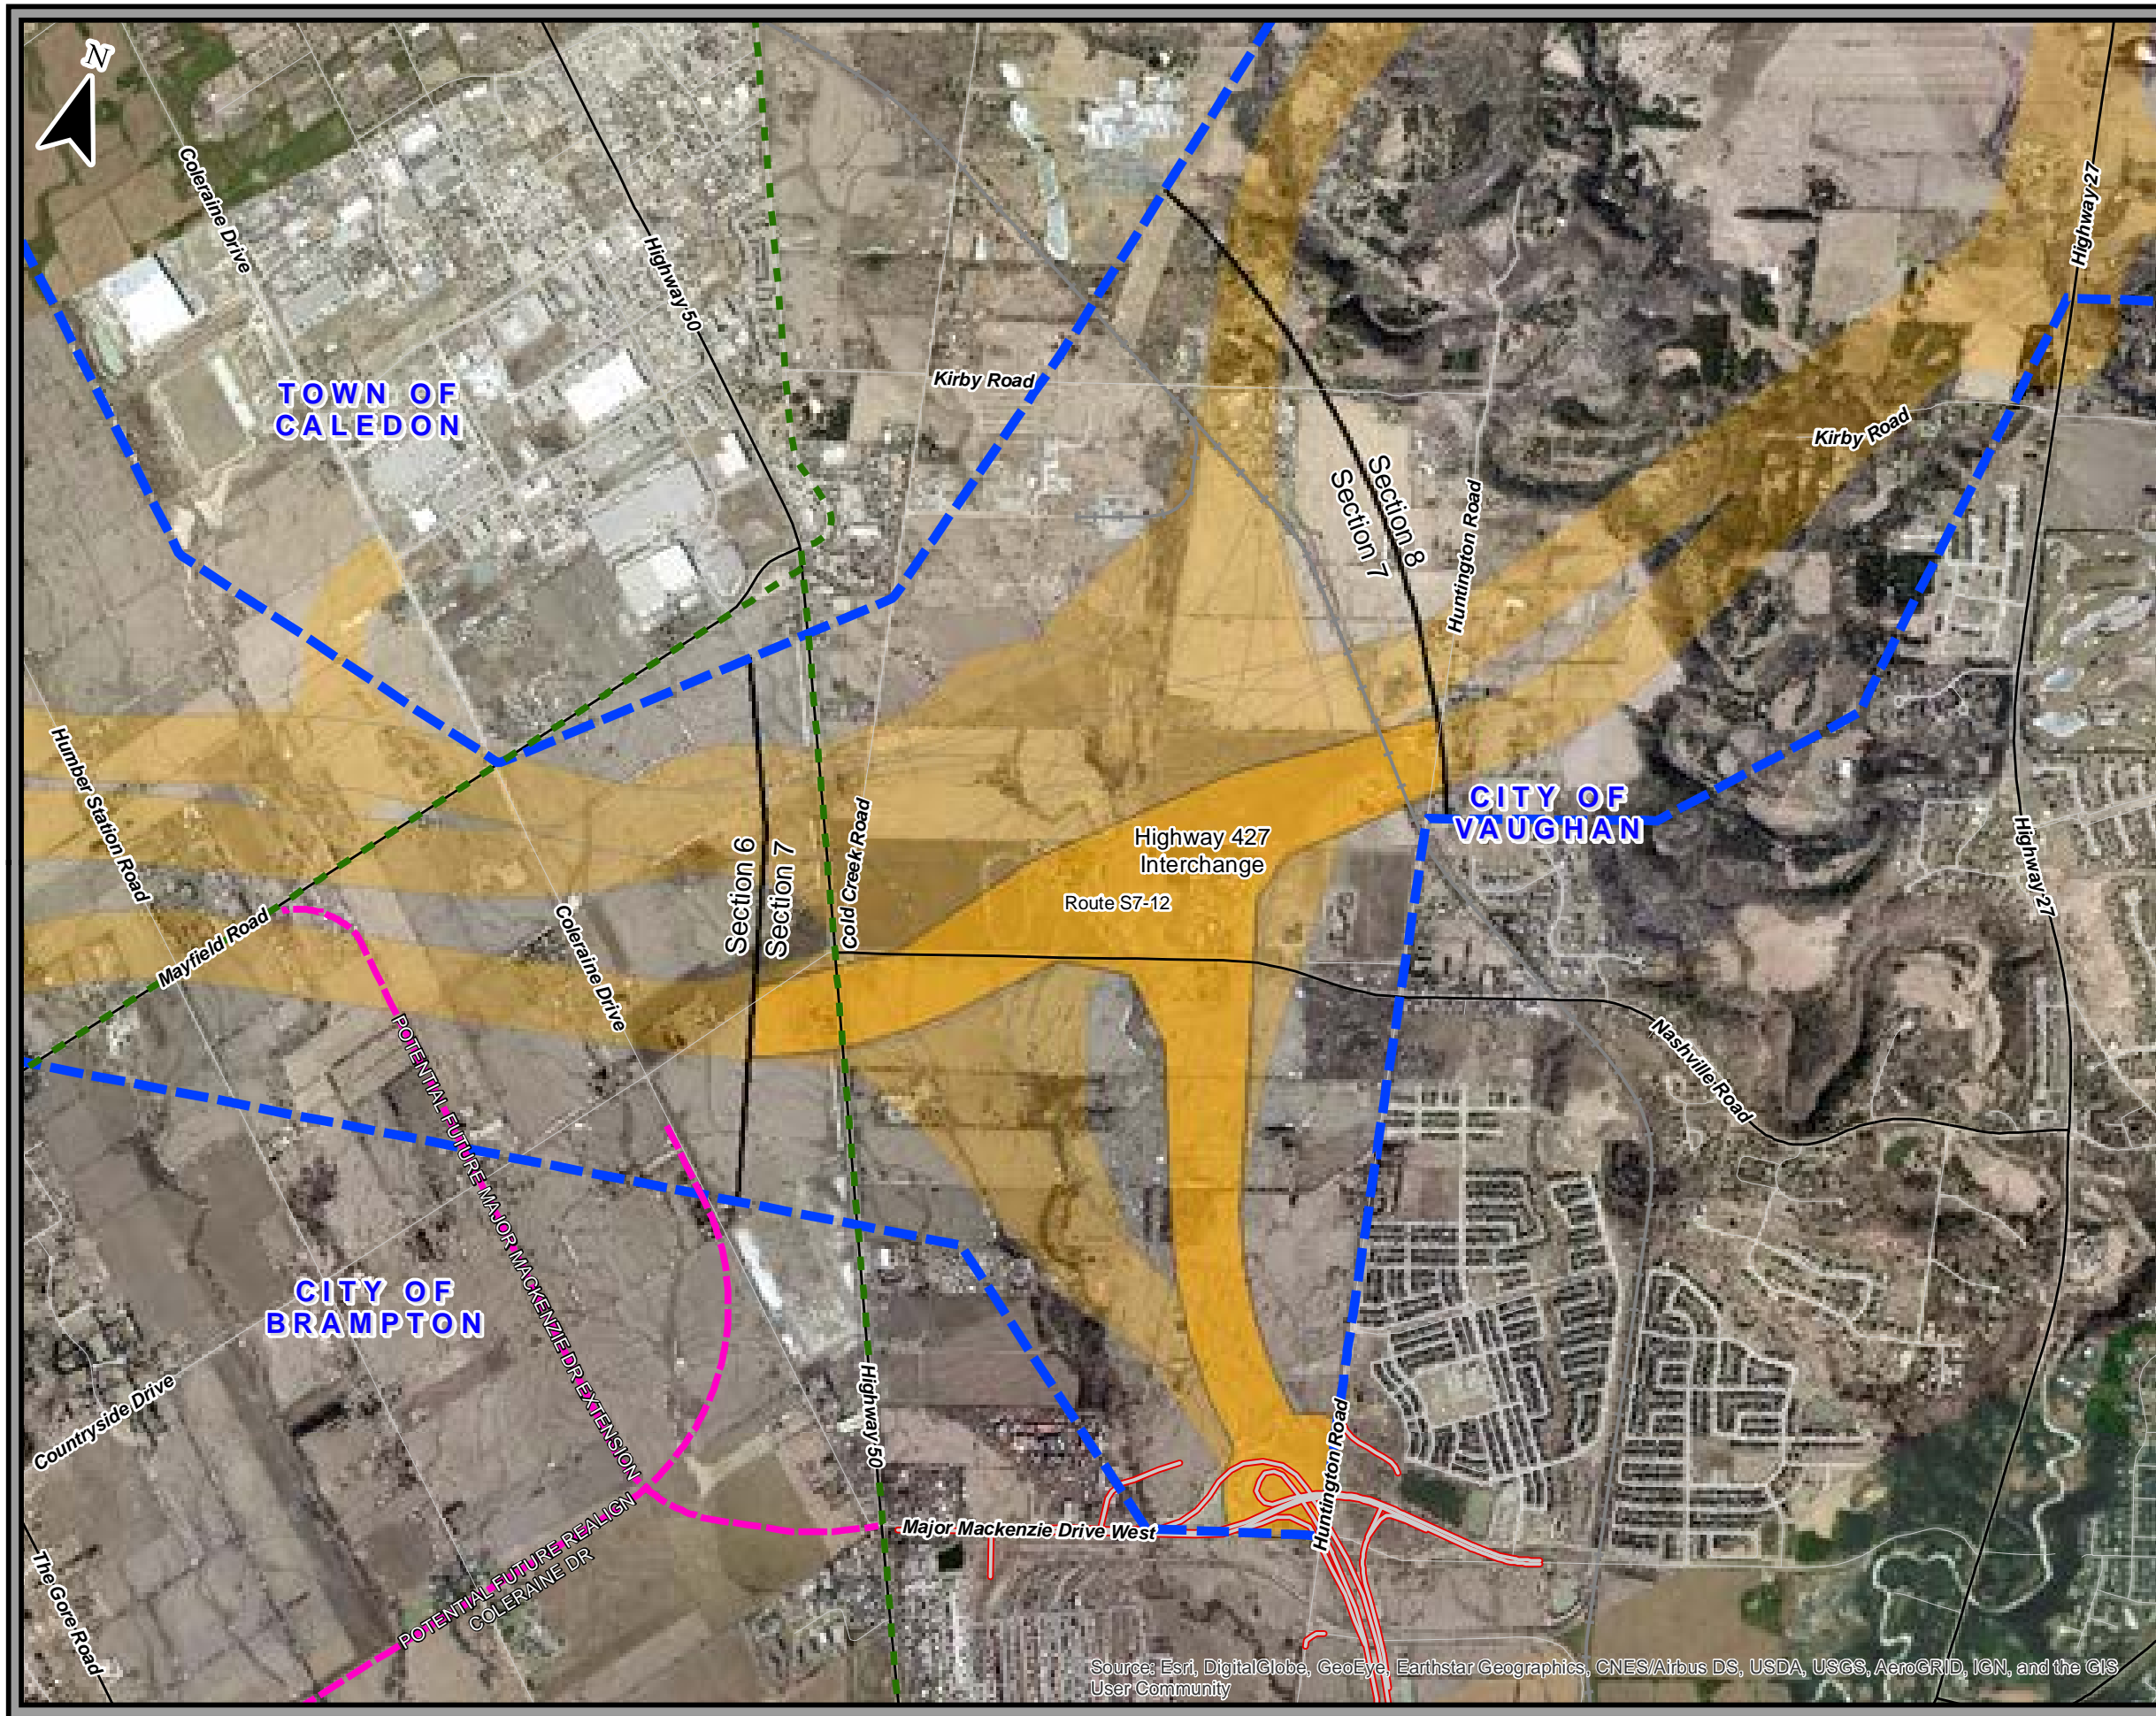 N
Coleraine Drive
Highway 50
Highway 27
TOWN OF
CALEDON
Kirby Road
Kirby Road
Section 8
Section 7
Huntington Road
Humber Station Road
CITY OF
VAUGHAN
Highway 427
Interchange
Route S7-12
Section 6
Section 7
Cold Creek Road
Highway 27
Mayfield Road
Coleraine Drive
Nashville Road
POTENTIAL FUTURE MAJOR MACKENZIE DR EXTENSION
CITY OF
BRAMPTON
Countryside Drive
Highway 50
Huntington Road
Major Mackenzie Drive West
POTENTIAL FUTURE REALIGN
COLERAINE DR
The Gore Road
Source: Esri, DigitalGlobe, GeoEye, Earthstar Geographics, CNES/Airbus DS, USDA, USGS, AeroGRID, IGN, and the GIS
User Community